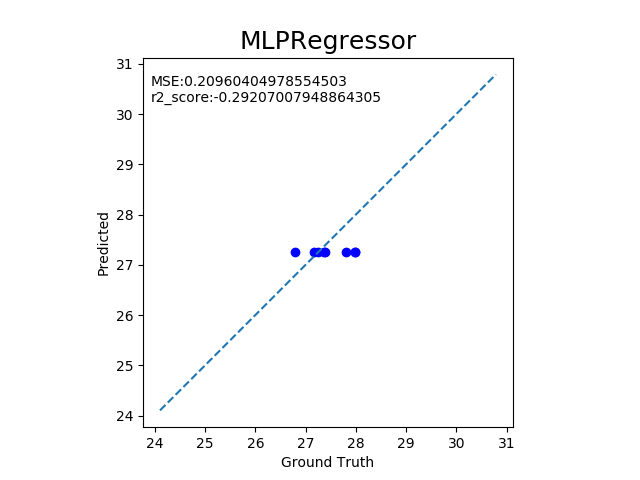 MLPRegressor
MSE:0.20960404978554503
r2_score:-0.29207007948864305
31
30
29
28
27
26
25
24
Predicted
24 25 26 27 28 29 30 31
Ground Truth